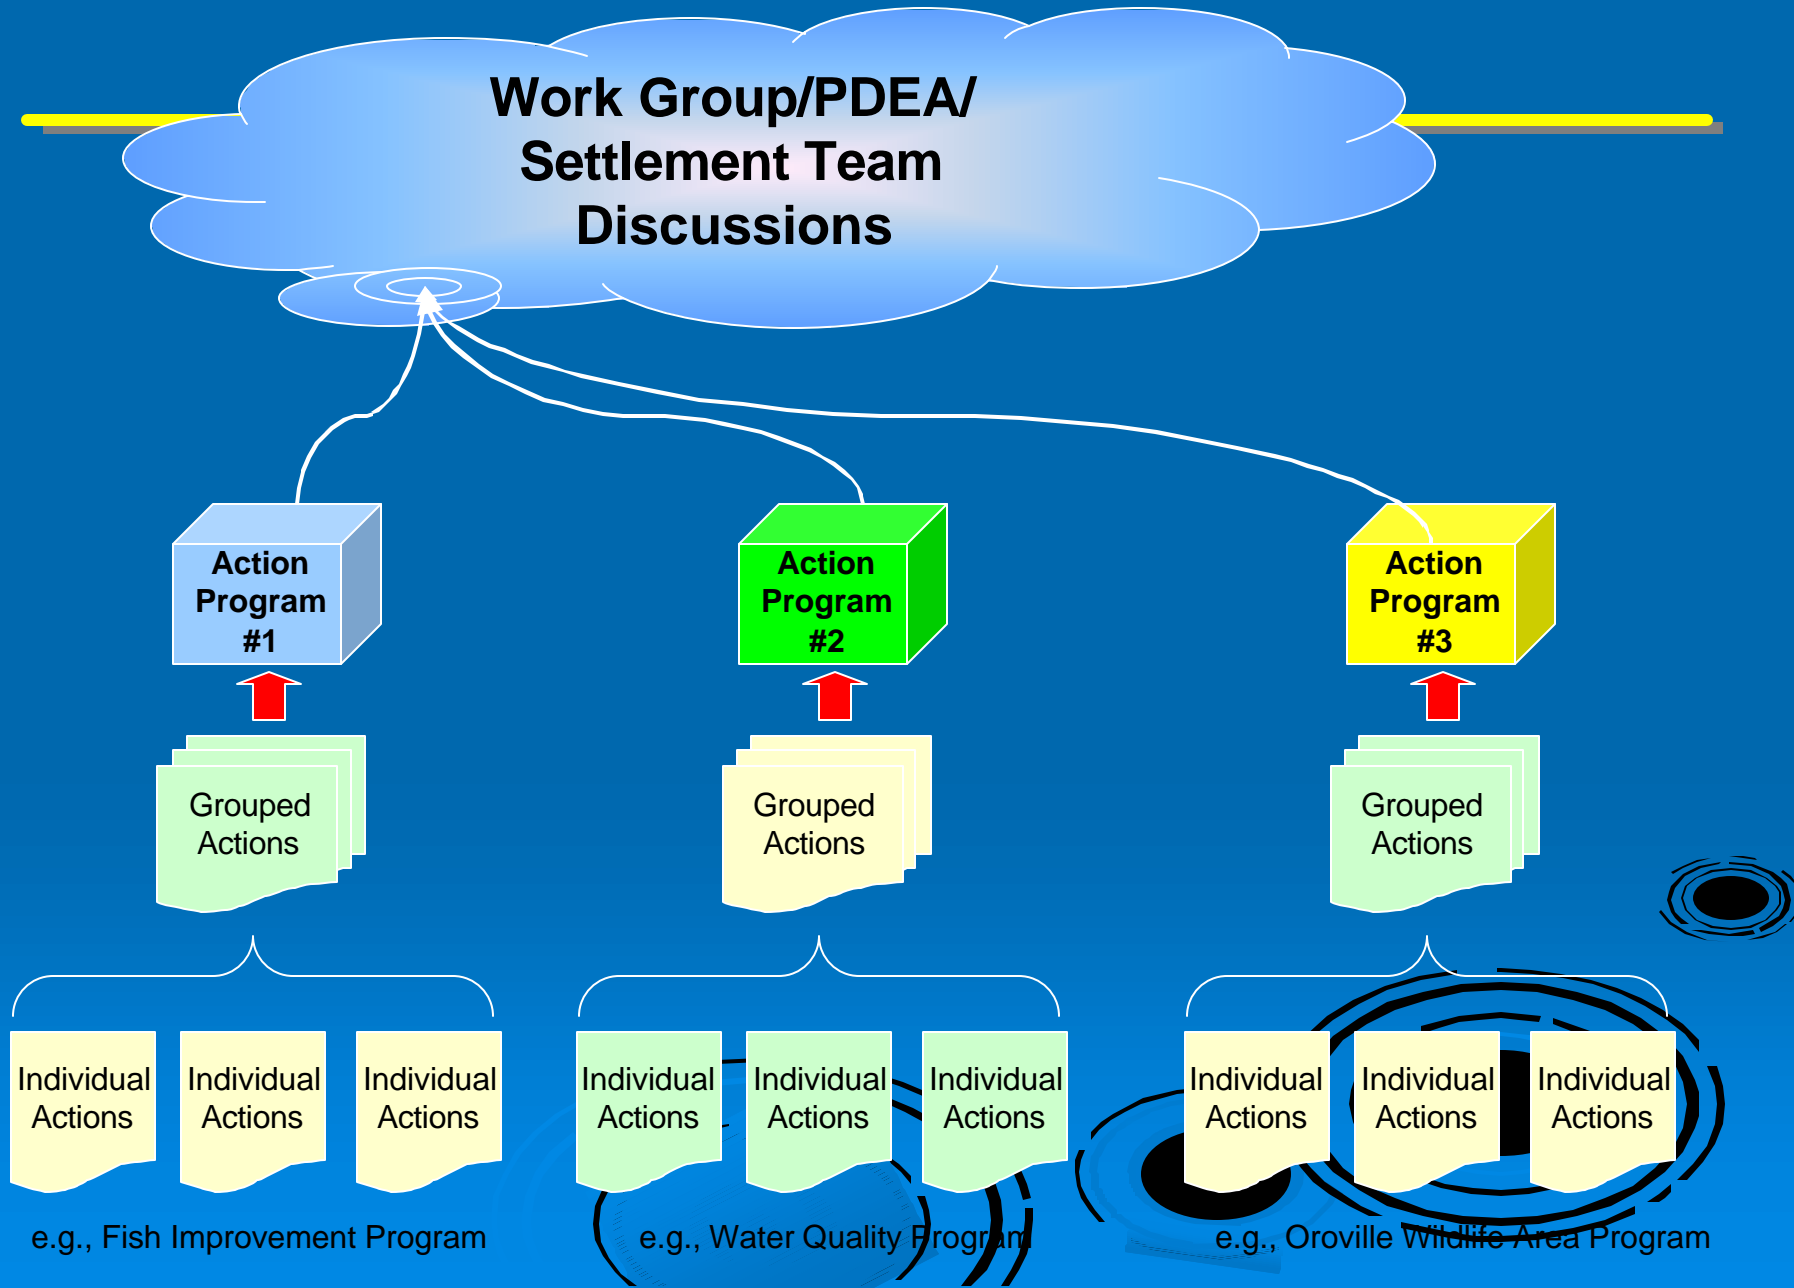 Work Group/PDEA/
Settlement Team
Discussions
Action
Program
#1
Action
Program
#2
Action
Program
#3
Grouped
Actions
Grouped
Actions
Grouped
Actions
Individual
Actions
Individual
Actions
Individual
Actions
Individual
Actions
Individual
Actions
Individual
Actions
Individual
Actions
Individual
Actions
Individual
Actions
e.g., Fish Improvement Program
e.g., Water Quality Program
e.g., Oroville Wildlife Area Program